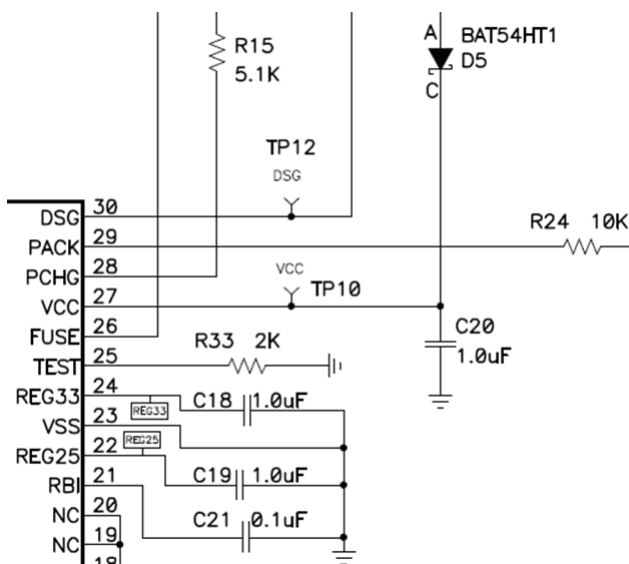 A BAT54HT1
R15 D5
5.1K
C
TP12
DSG
DSG 30
R24 10K
PACK 29
PCHG 28
VCC
VCC 27
TP10
FUSE 26
C20
R33 2K
1.0uF
TEST 25
REG33 24
C18 1.0uF
REG33
VSS 23
REG25
REG25 22
C19 1.0uF
RBI 21
NC 20
C21 0.1uF
NC 19
18